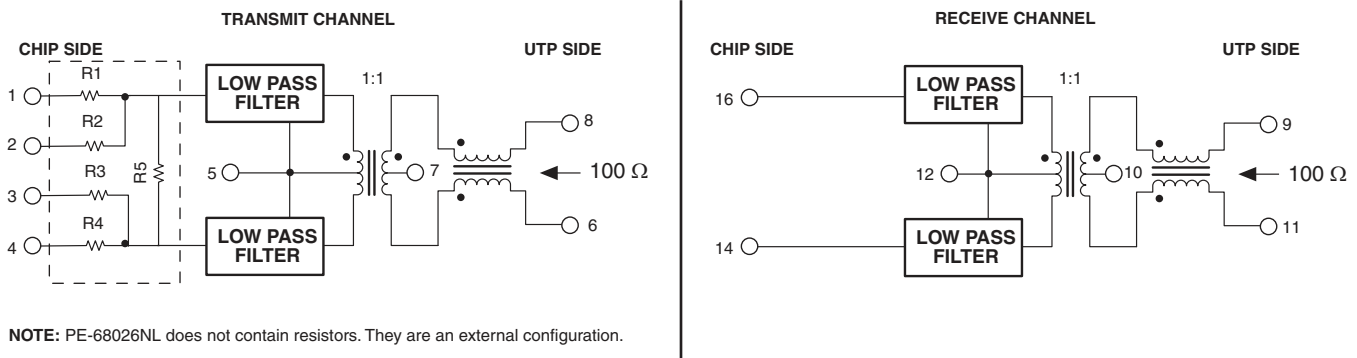 TRANSMIT CHANNEL
CHIP SIDE
UTP SIDE
R1
1
LOW PASS
FILTER
1:1
8
R2
2
R3
R5
5
7
100 Ω
3
R4
4
LOW PASS
FILTER
6
NOTE: PE-68026NL does not contain resistors. They are an external configuration.
RECEIVE CHANNEL
CHIP SIDE
UTP SIDE
16
LOW PASS
FILTER
1:1
9
12
10
100 Ω
14
LOW PASS
FILTER
11